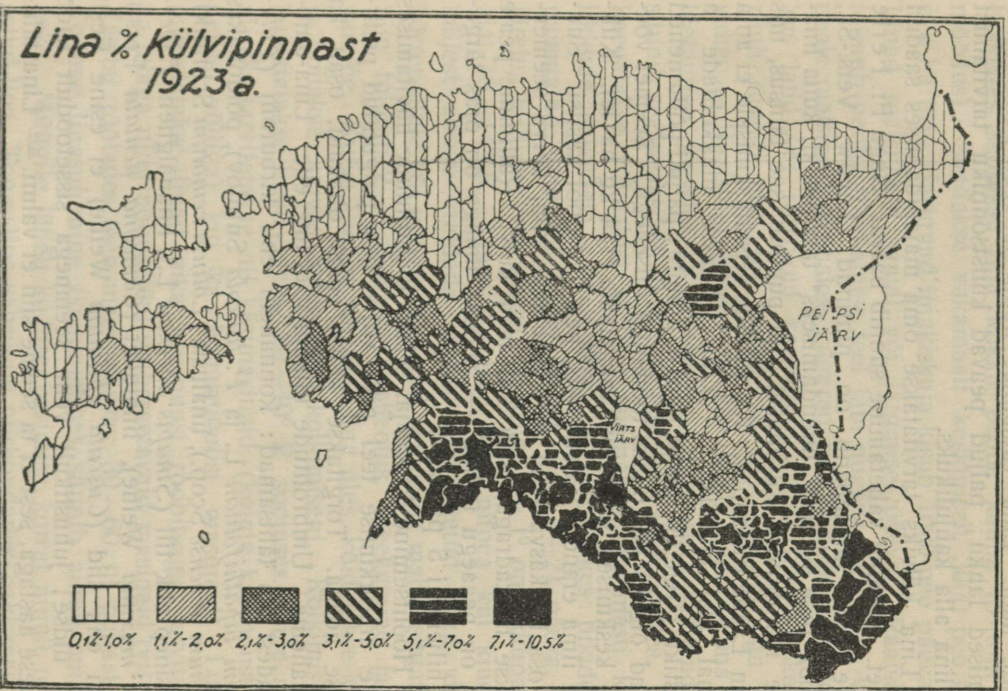 Lina % külvipinnast
1923 a.
PEIPSI
JÄRV
VIRTS
JÄRV
0,1%-1,0% 1,1%-2,0% 2,1%-3,0% 3,1%-5,0% 5,1%-7,0% 7,1%-10,5%